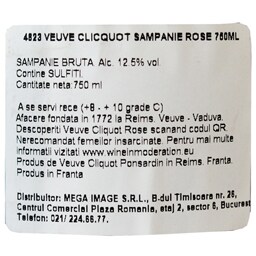 4823 VEUVE CLICQUOT SAMPANIE ROSE 750ML
SAMPANIE BRUTA. Alc. 12.5% vol.
Contine SULFITI.
Cantitate neta:750 ml
A se servi rece (+8 - + 10 grade C)
Afacere fondata in 1772 la Reims. Veuve - Vaduva.
Descoperiti Veuve Cliquot Rose scanand codul QR.
Nerecomandat femeilor insarcinate. Pentru mai multe
informatii vizitati www.wineinmoderation.eu
Produs de Veuve Cliquot Ponsardin in Reims. Franta.
Produs in Franta.
Distribuitor: MEGA IMAGE S.R.L., B-dul Timisoara nr. 26,
Centrul Comercial Plaza Romania, etaj 2, sector 6, Bucuresti
Telefon: 021/ 224.66.77.